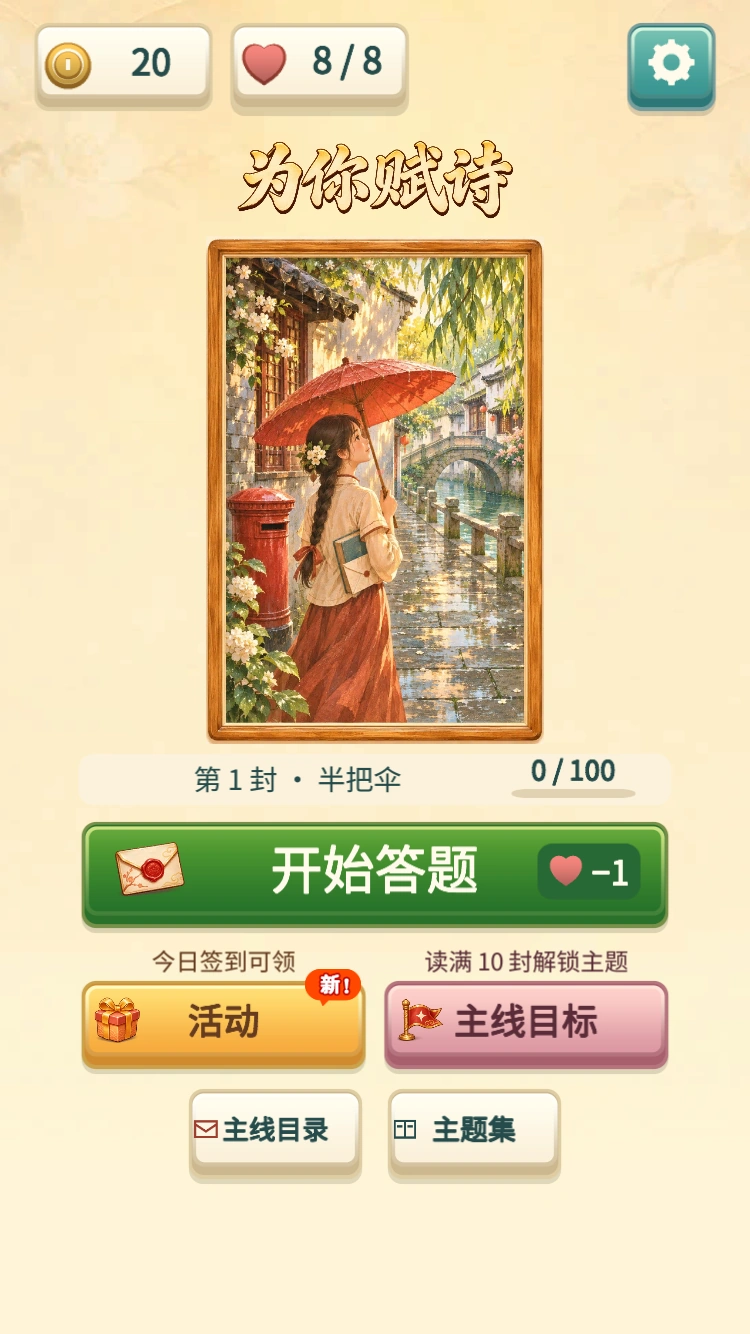 20
8 / 8
为你赋诗
第 1 封 · 半把伞
0 / 100
开始答题
-1
今日签到可领
读满 10 封解锁主题
新!
活动
主线目标
主线目录
主题集